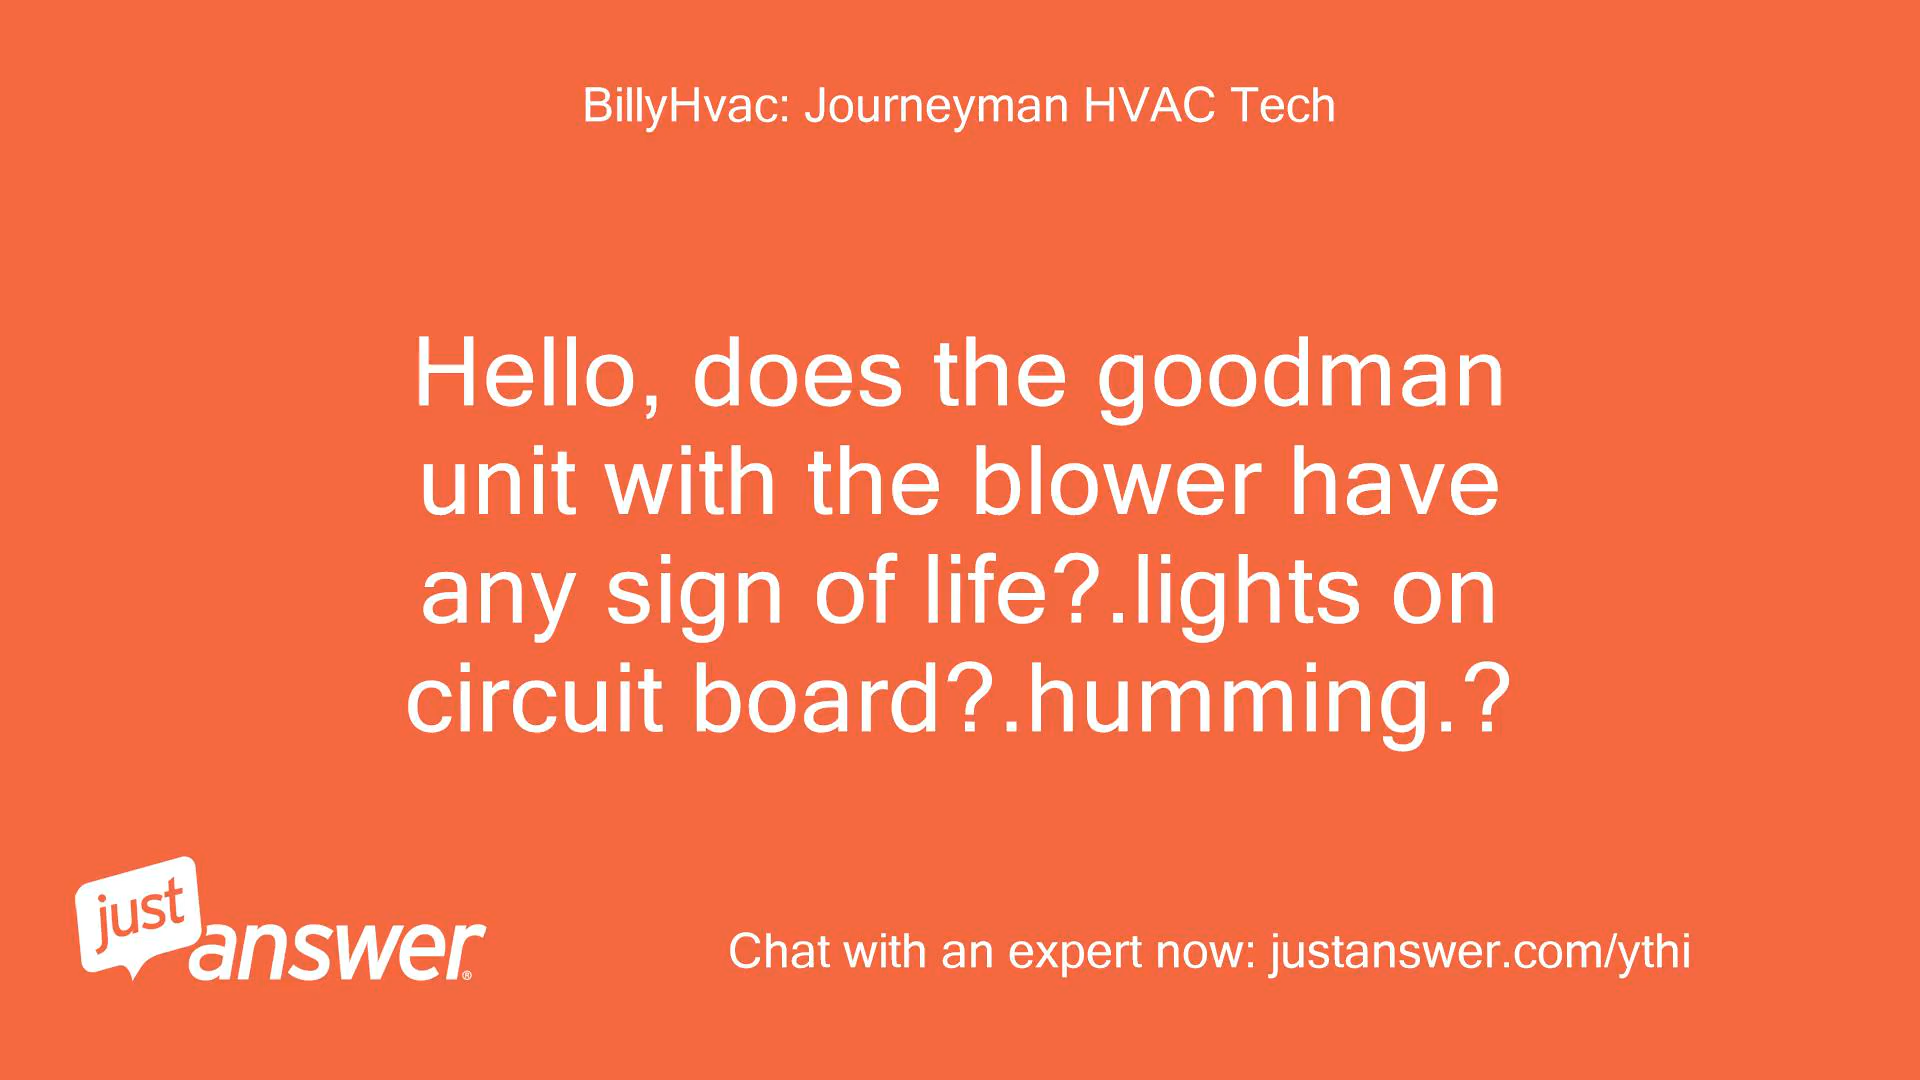 BillyHvac: Journeyman HVAC Tech
Hello, does the goodman
unit with the blower have
any sign of life?.lights on
circuit board?.humming.?
just
answer®
Chat with an expert now: justanswer.com/ythi